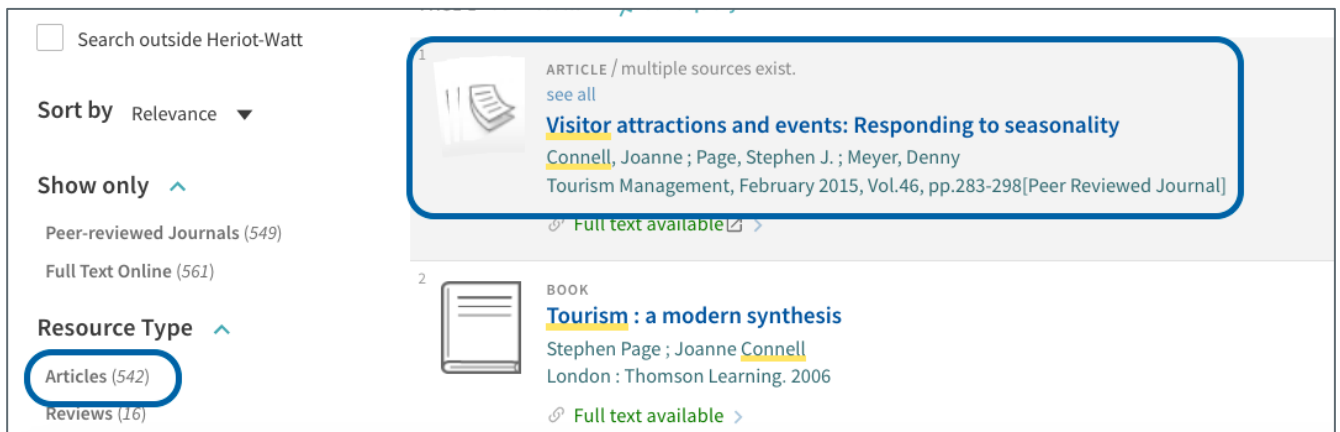 Search outside Heriot-Watt
Sort by Relevance
Show only
Peer-reviewed Journals (549)
Full Text Online (561)
Resource Type
Articles (542)
Reviews (16)
1
ARTICLE / multiple sources exist.
see all
Visitor attractions and events: Responding to seasonality
Connell, Joanne ; Page, Stephen J. ; Meyer, Denny
Tourism Management, February 2015, Vol.46, pp.283-298[Peer Reviewed Journal]
Full text available
2
BOOK
Tourism : a modern synthesis
Stephen Page ; Joanne Connell
London : Thomson Learning. 2006
Full text available